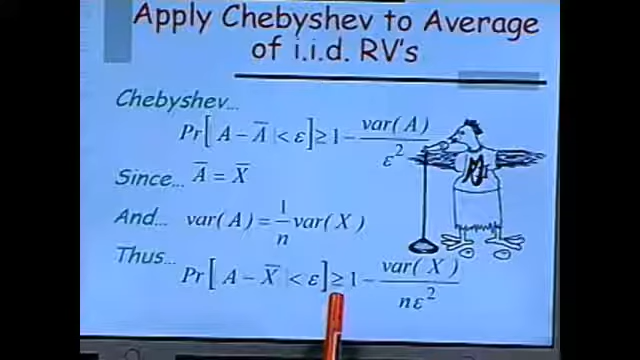 Apply Chebyshev to Average
of i.i.d. RV's
Chebyshev...
Pr[ A − A̅ | < ε ] ≥ 1 − var( A ) / ε²
Since... A̅ = X̅
And... var( A ) = 1/n var( X )
Thus... Pr[ A − X̅ | < ε ] ≥ 1 − var( X ) / nε²